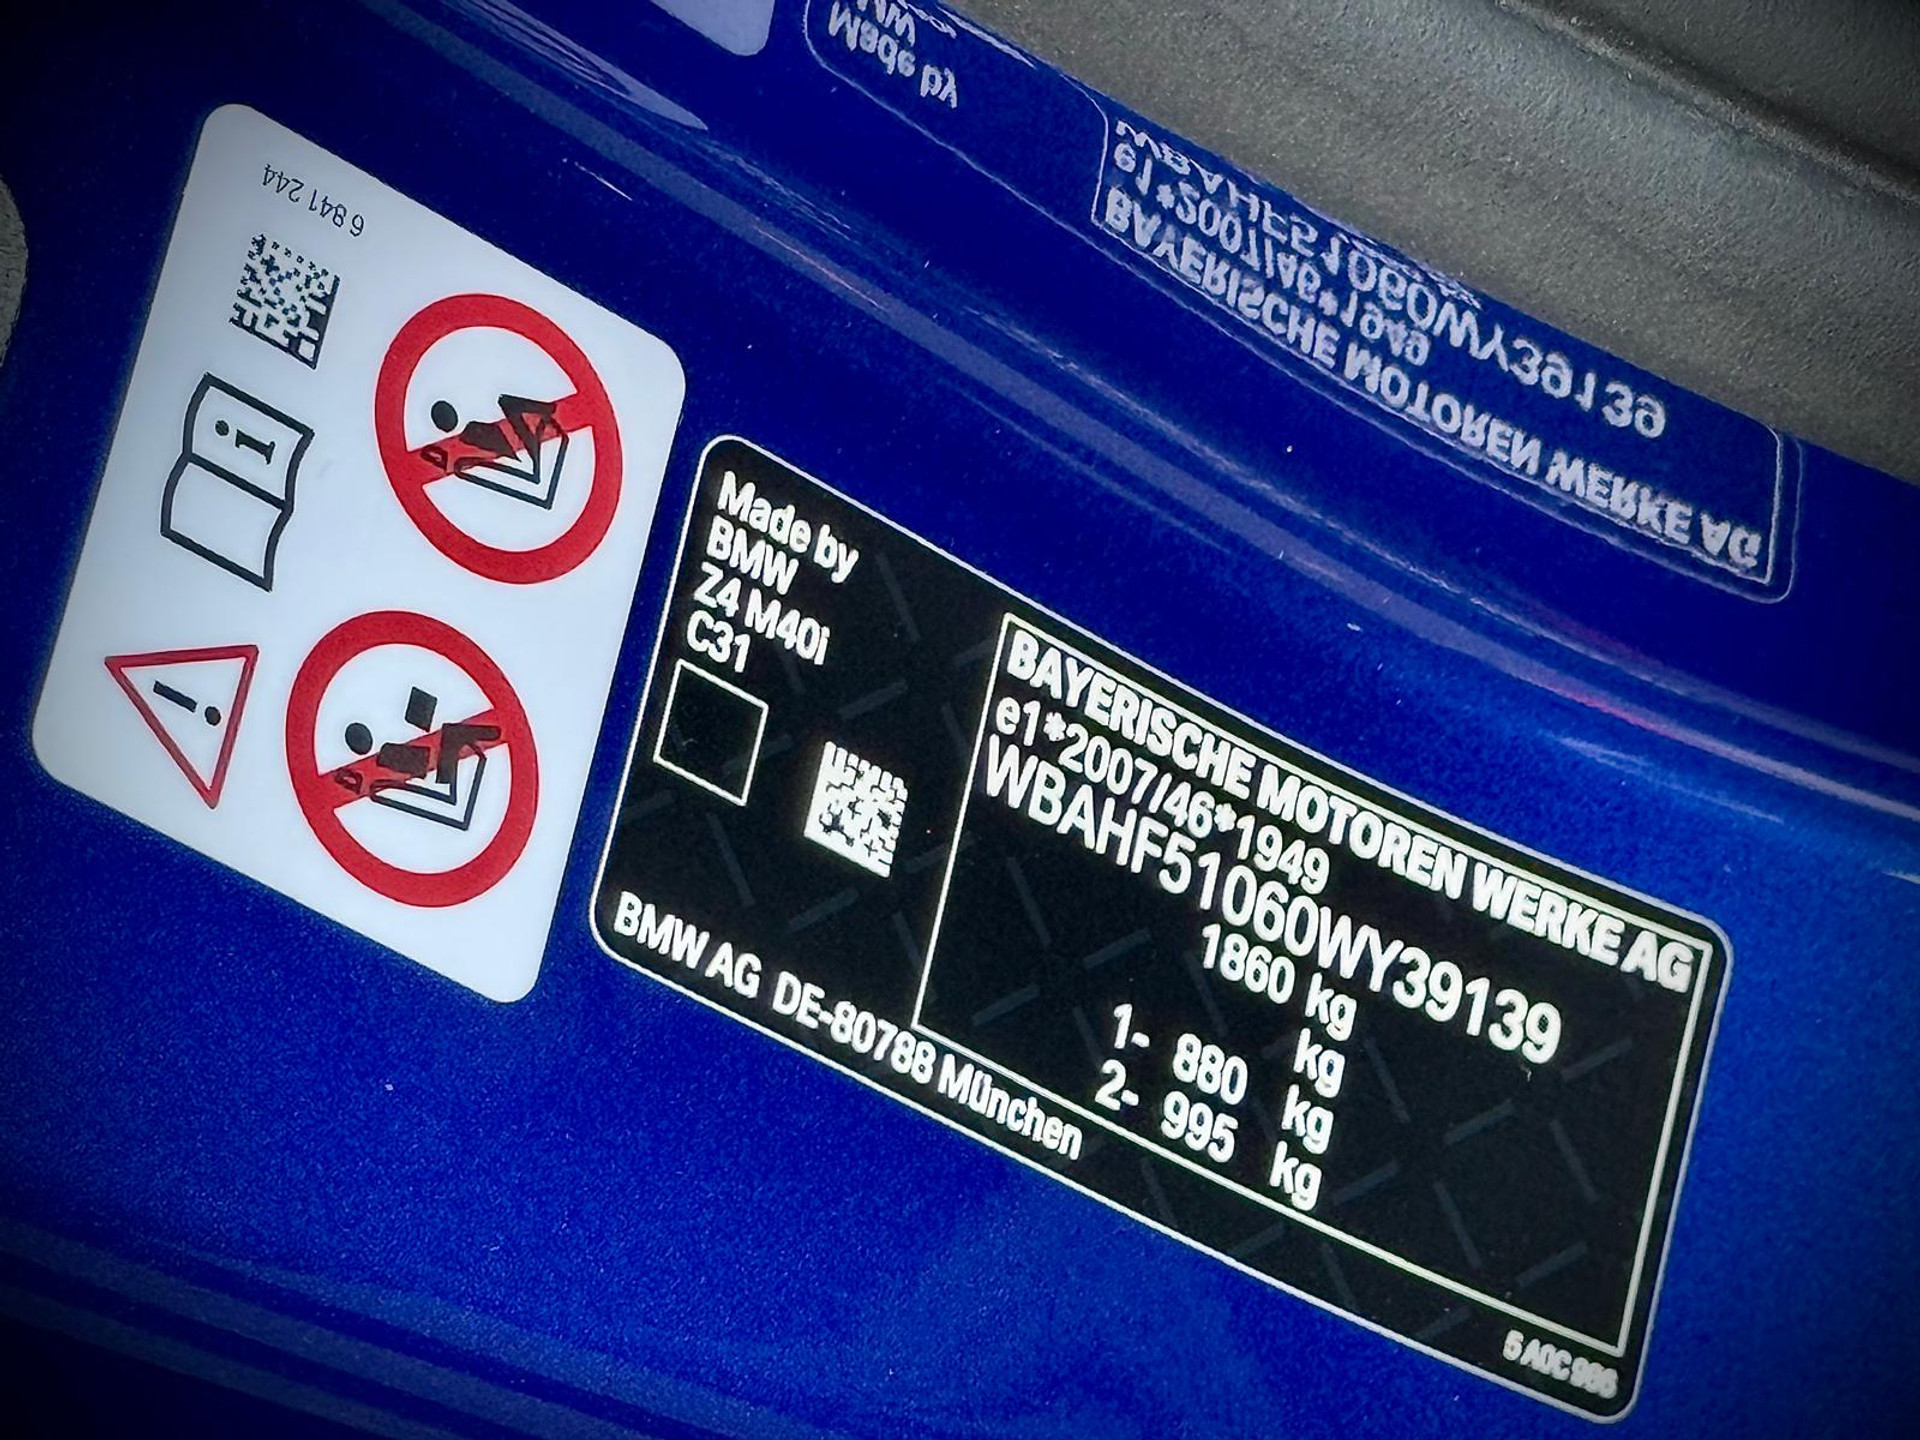 6 841 244
i
Made by
BMW
Z4 M40i
C31
BAYERISCHE MOTOREN WERKE AG
e1*2007/46*1949
WBAHF51060WY39139
1860 kg
kg
1- 880 kg
2- 995 kg
BMW AG DE-80788 München
5 A0C 986
Made by
BAYERISCHE MOTOREN WERKE AG
e1*2007/46*1949
WBAHF51060WY39139